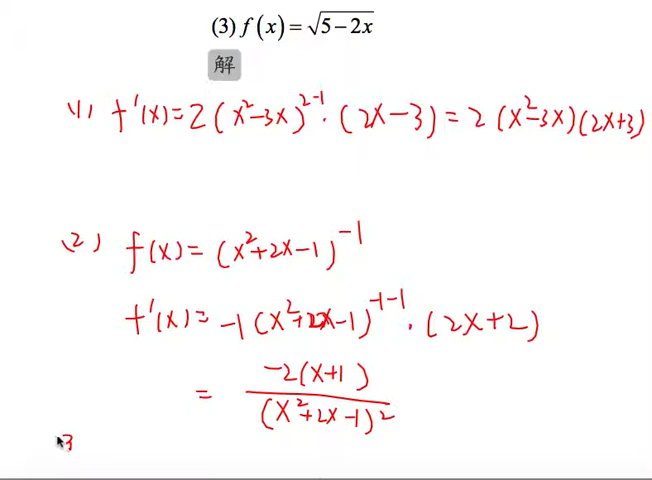 (3) f(x)=√(5−2x)
解
(1) f'(x)=2(x²−3x)²⁻¹·(2x−3)=2(x²−3x)(2x+3)
(2) f(x)=(x²+2x−1)⁻¹
f'(x)=−1(x²+2x−1)⁻¹⁻¹·(2x+2)
= −2(x+1)/(x²+2x−1)²
3